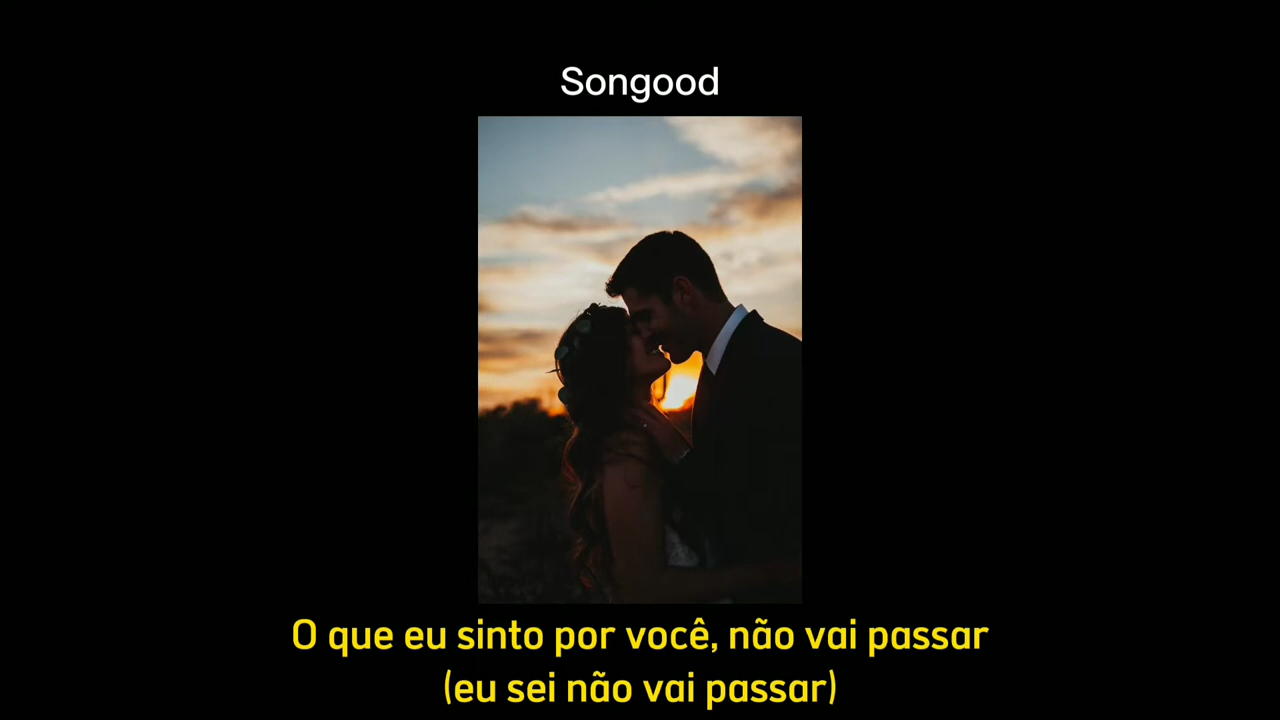 Songood
O que eu sinto por você, não vai passar
(eu sei não vai passar)